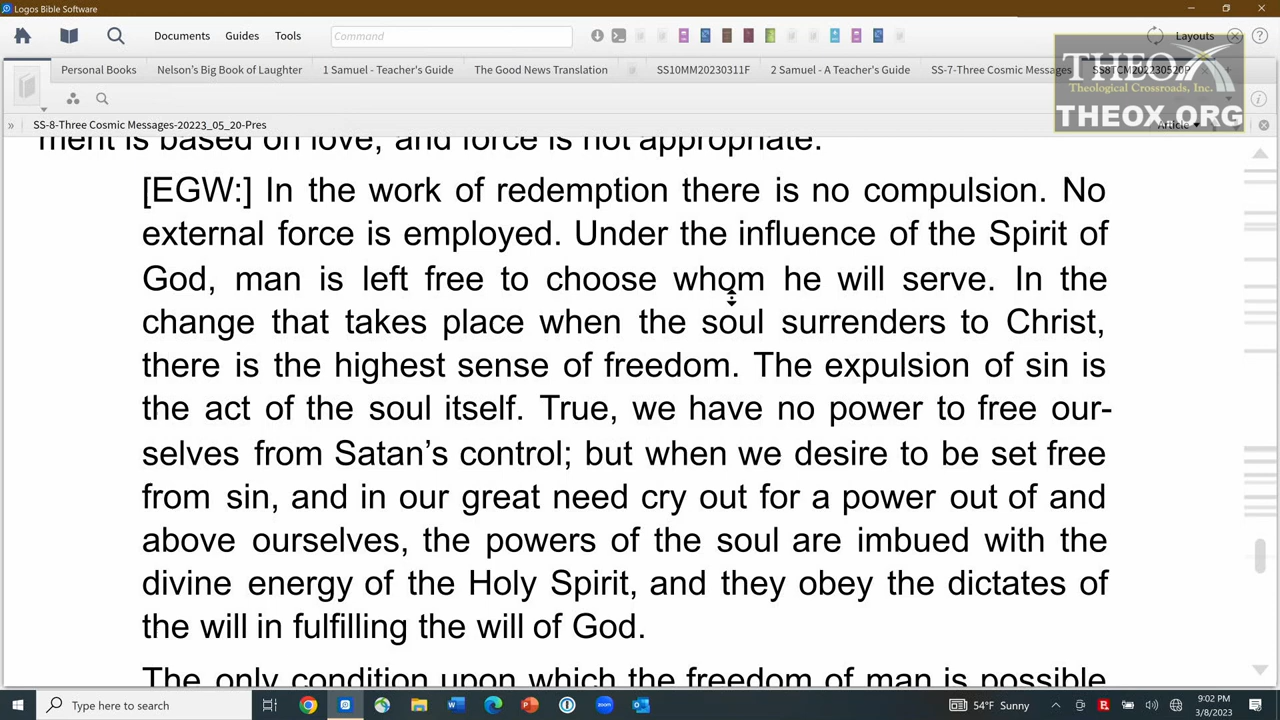 Logos Bible Software
Documents Guides Tools Command Layouts
Personal Books Nelson's Big Book of Laughter 1 Samuel - Teacher The Good News Translation SS10MM20230311F 2 Samuel - A Teacher's Guide SS-7-Three Cosmic Messages SS8TCM20230520P
THEOX
Theological Crossroads, Inc.
THEOX.ORG
» SS-8-Three Cosmic Messages-20223_05_20-Pres Article
ment is based on love, and force is not appropriate.
[EGW:] In the work of redemption there is no compulsion. No
external force is employed. Under the influence of the Spirit of
God, man is left free to choose whom he will serve. In the
change that takes place when the soul surrenders to Christ,
there is the highest sense of freedom. The expulsion of sin is
the act of the soul itself. True, we have no power to free our-
selves from Satan's control; but when we desire to be set free
from sin, and in our great need cry out for a power out of and
above ourselves, the powers of the soul are imbued with the
divine energy of the Holy Spirit, and they obey the dictates of
the will in fulfilling the will of God.
The only condition upon which the freedom of man is possible
Type here to search 54°F Sunny 9:02 PM
3/8/2023